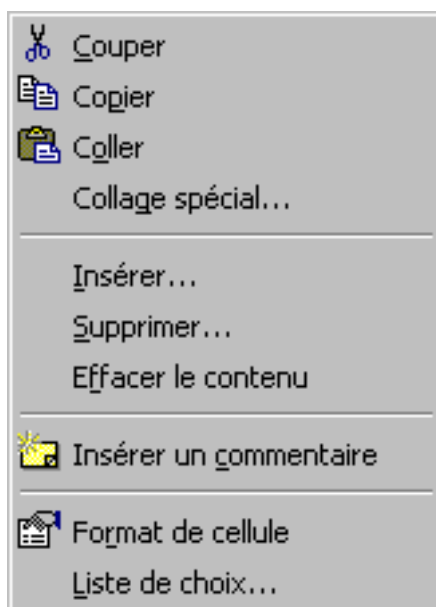 Couper
Copier
Coller
Collage spécial...
Insérer...
Supprimer...
Effacer le contenu
Insérer un commentaire
Format de cellule
Liste de choix...